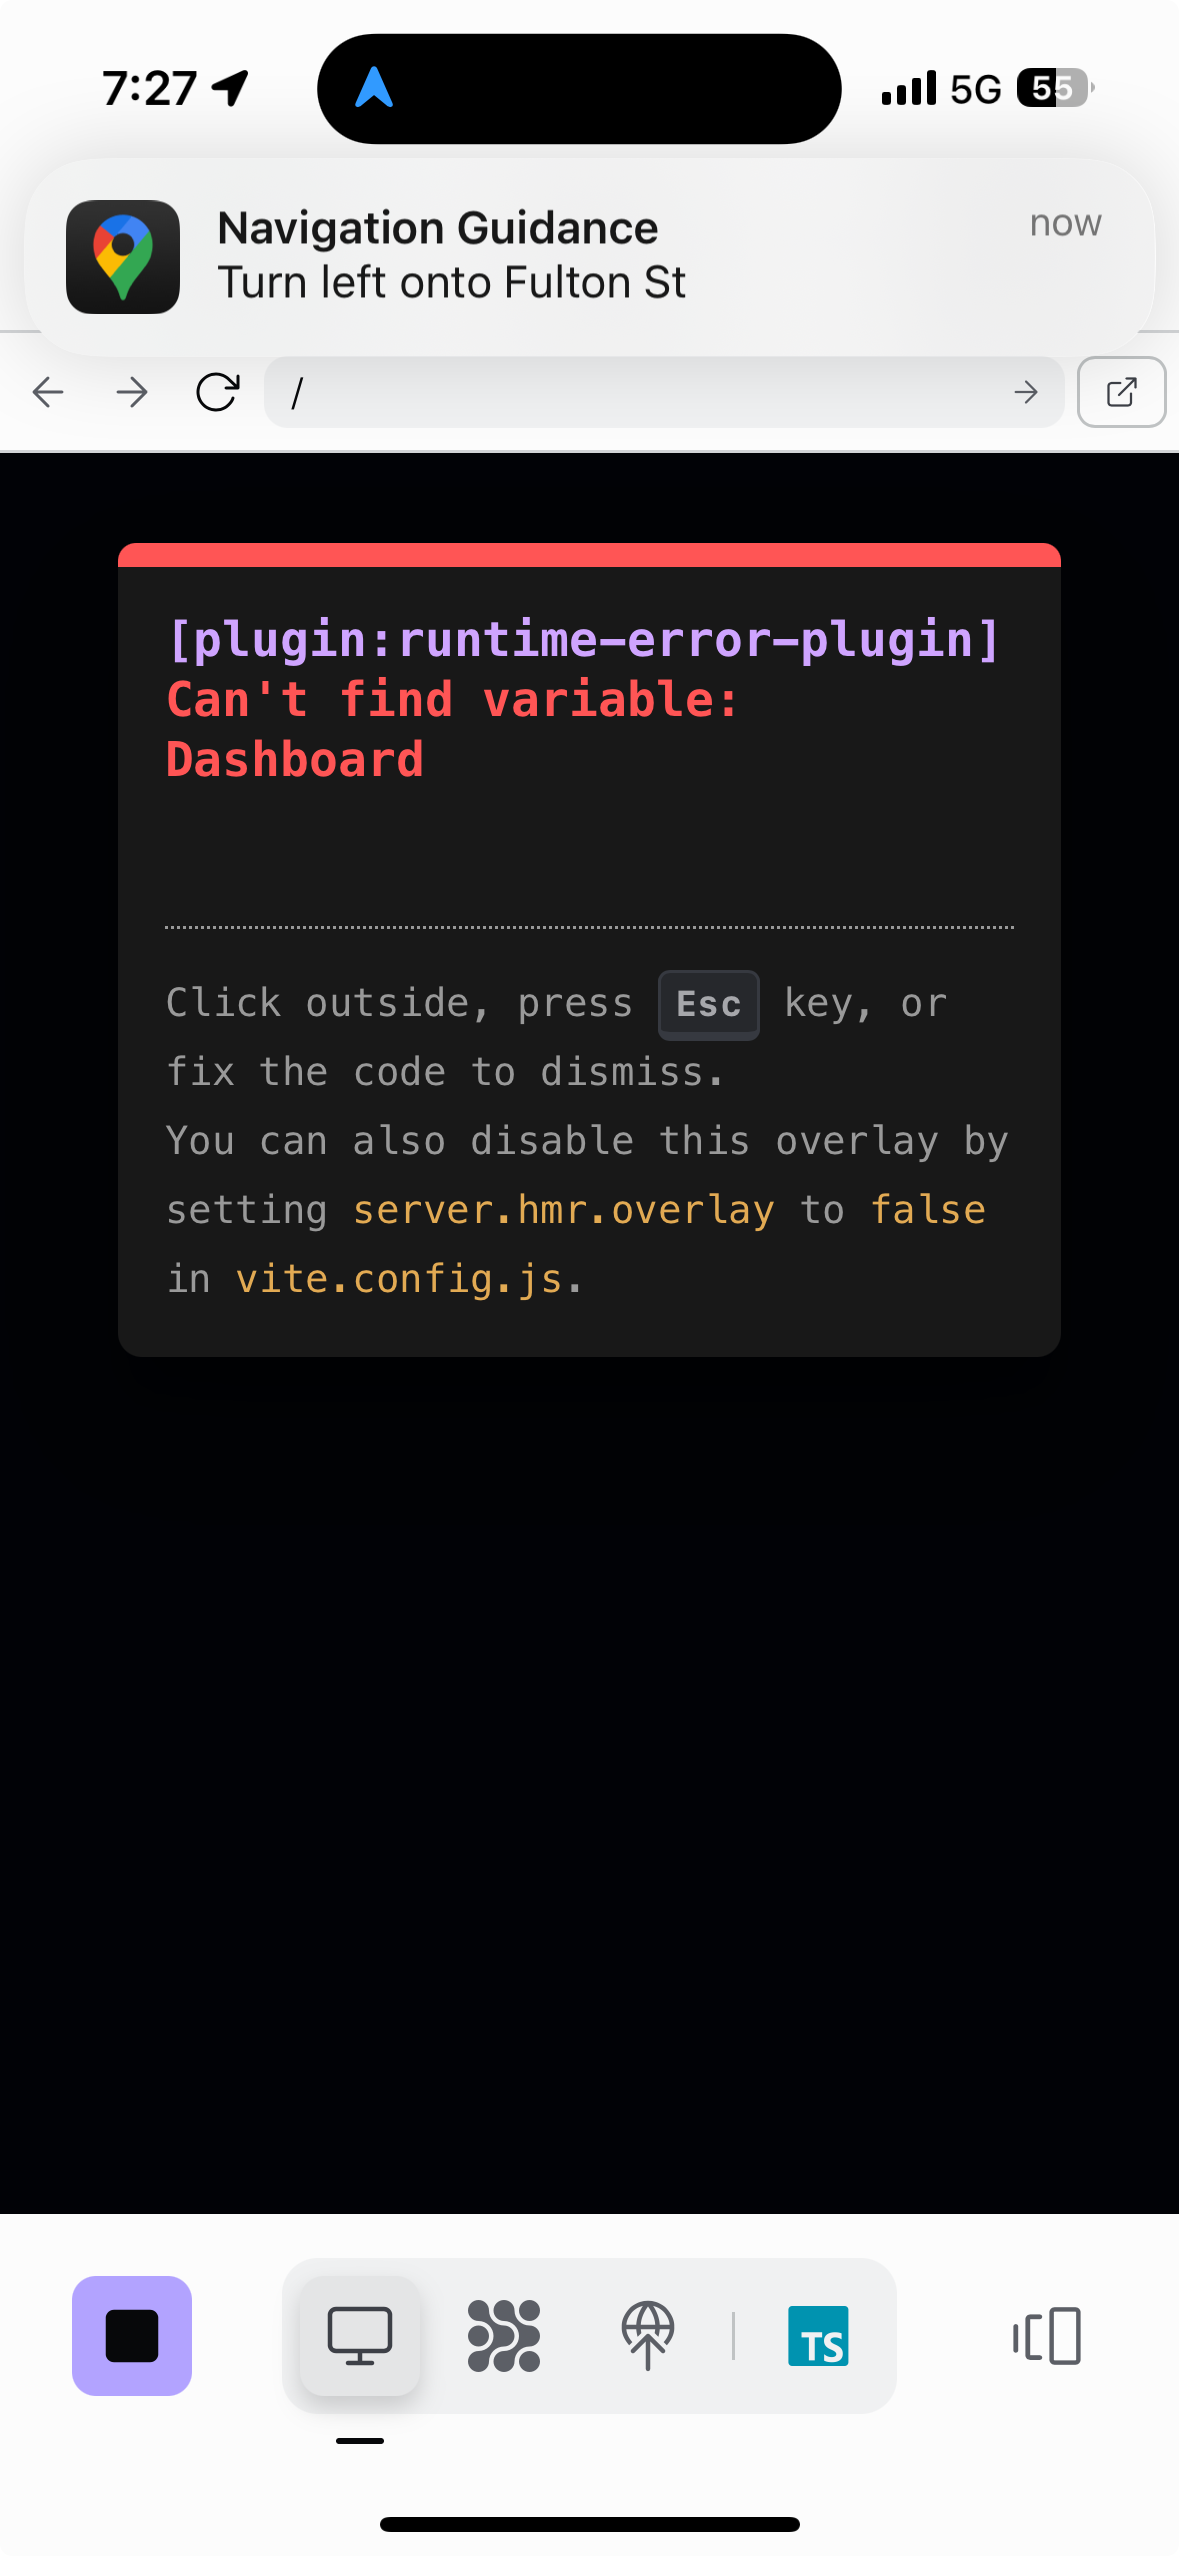 7:27
5G
55
Navigation Guidance
now
Turn left onto Fulton St
/
[plugin:runtime-error-plugin]
Can't find variable:
Dashboard
Click outside, press Esc key, or
fix the code to dismiss.
You can also disable this overlay by
setting server.hmr.overlay to false
in vite.config.js.
TS